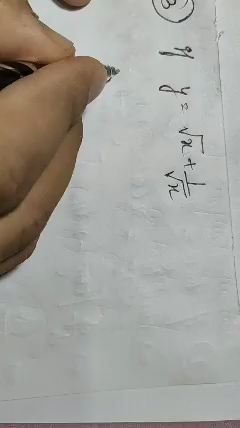 ③ If y = √x + 1/√x